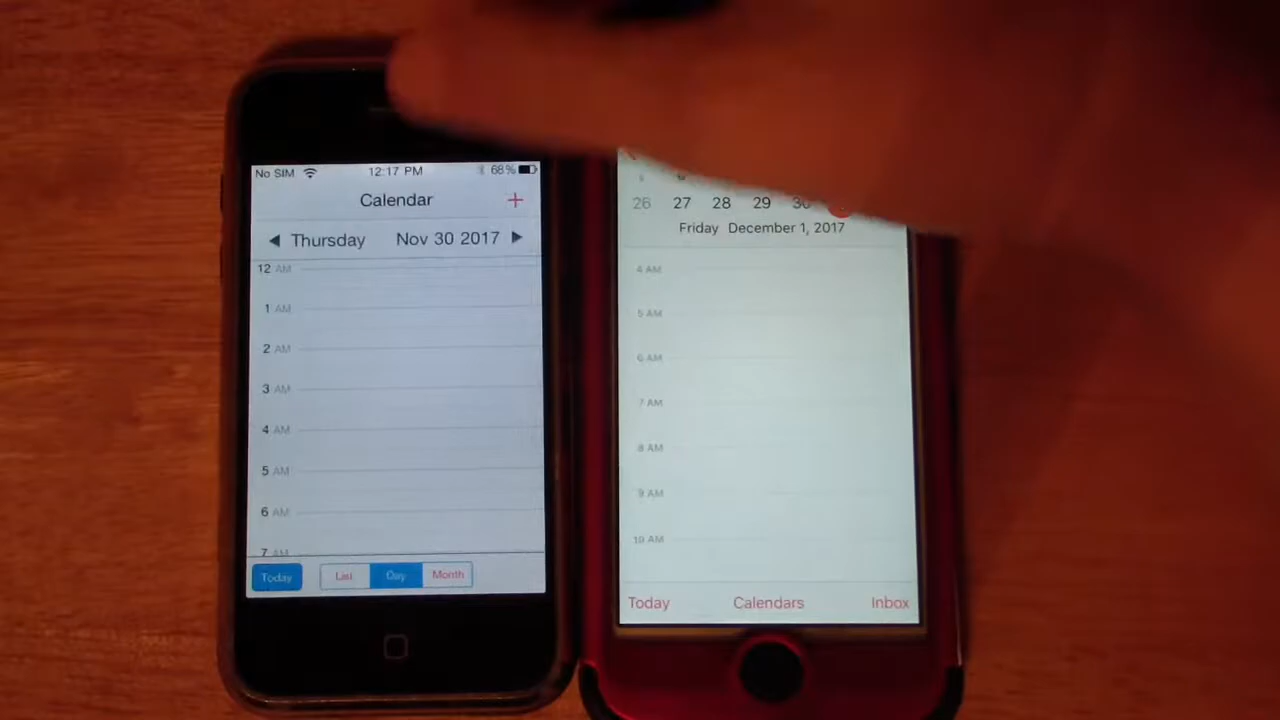 No SIM 12:17 PM 68%
Calendar +
Thursday Nov 30 2017
12 AM
1 AM
2 AM
3 AM
4 AM
5 AM
6 AM
7 AM
Today List Day Month
26 27 28 29 30
Friday December 1, 2017
4 AM
5 AM
6 AM
7 AM
8 AM
9 AM
10 AM
Today Calendars Inbox